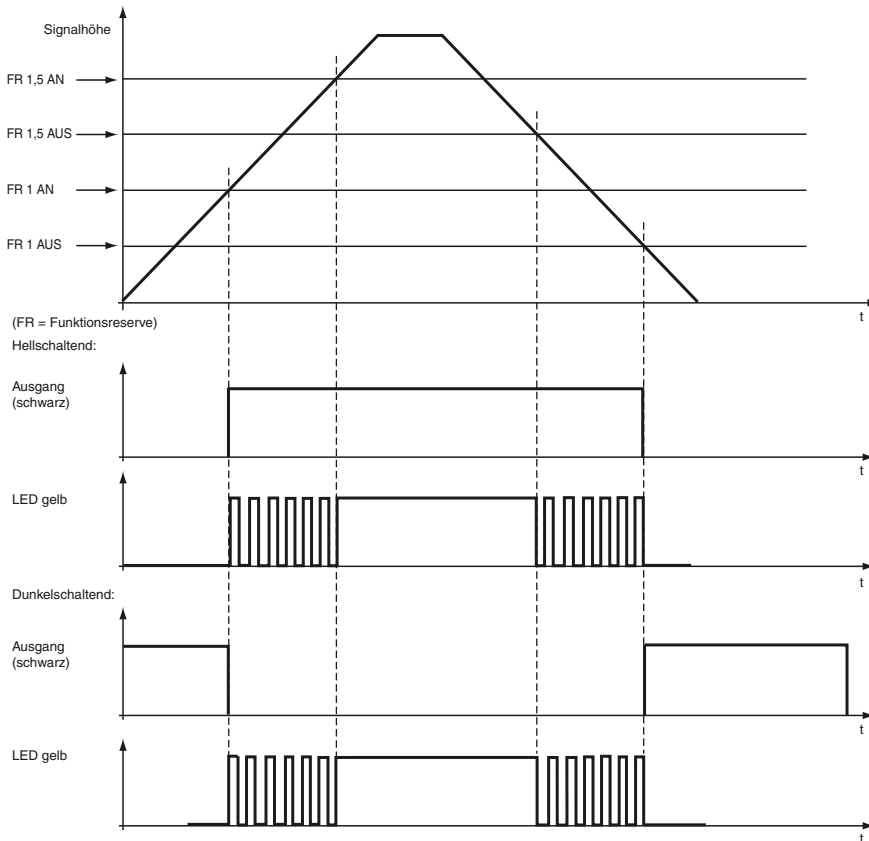 Signalhöhe
FR 1,5 AN
FR 1,5 AUS
FR 1 AN
FR 1 AUS
t
(FR = Funktionsreserve)
Hellschaltend:
Ausgang
(schwarz)
t
LED gelb
t
Dunkelschaltend:
Ausgang
(schwarz)
t
LED gelb
t